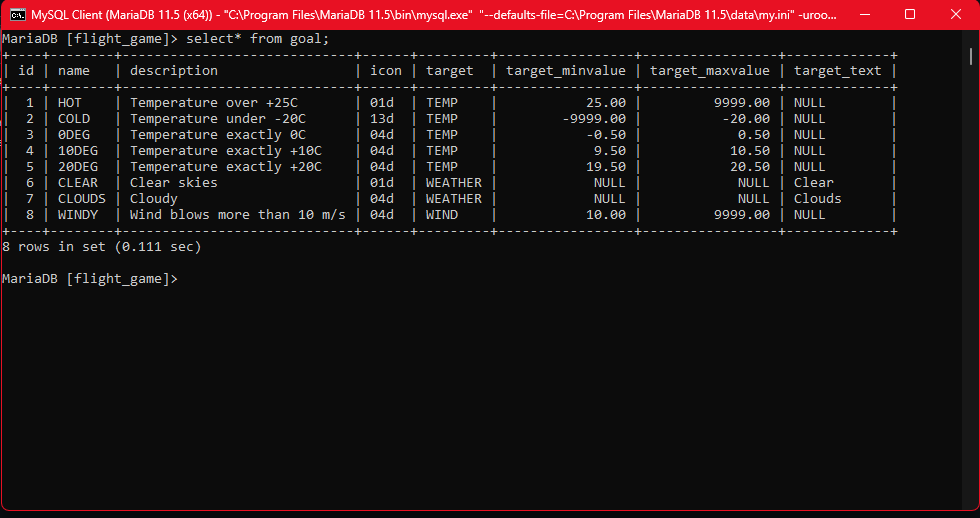 MySQL Client (MariaDB 11.5 (x64)) - "C:\Program Files\MariaDB 11.5\bin\mysql.exe" "--defaults-file=C:\Program Files\MariaDB 11.5\data\my.ini" -uroo...
MariaDB [flight_game]> select* from goal;
+----+--------+------------------------------+------+---------+-----------------+-----------------+-------------+
| id | name   | description                  | icon | target  | target_minvalue | target_maxvalue | target_text |
+----+--------+------------------------------+------+---------+-----------------+-----------------+-------------+
|  1 | HOT    | Temperature over +25C        | 01d  | TEMP    |           25.00 |         9999.00 | NULL        |
|  2 | COLD   | Temperature under -20C       | 13d  | TEMP    |        -9999.00 |          -20.00 | NULL        |
|  3 | 0DEG   | Temperature exactly 0C       | 04d  | TEMP    |           -0.50 |            0.50 | NULL        |
|  4 | 10DEG  | Temperature exactly +10C     | 04d  | TEMP    |            9.50 |           10.50 | NULL        |
|  5 | 20DEG  | Temperature exactly +20C     | 04d  | TEMP    |           19.50 |           20.50 | NULL        |
|  6 | CLEAR  | Clear skies                  | 01d  | WEATHER |            NULL |            NULL | Clear       |
|  7 | CLOUDS | Cloudy                       | 04d  | WEATHER |            NULL |            NULL | Clouds      |
|  8 | WINDY  | Wind blows more than 10 m/s | 04d  | WIND    |           10.00 |         9999.00 | NULL        |
+----+--------+------------------------------+------+---------+-----------------+-----------------+-------------+
8 rows in set (0.111 sec)
MariaDB [flight_game]>